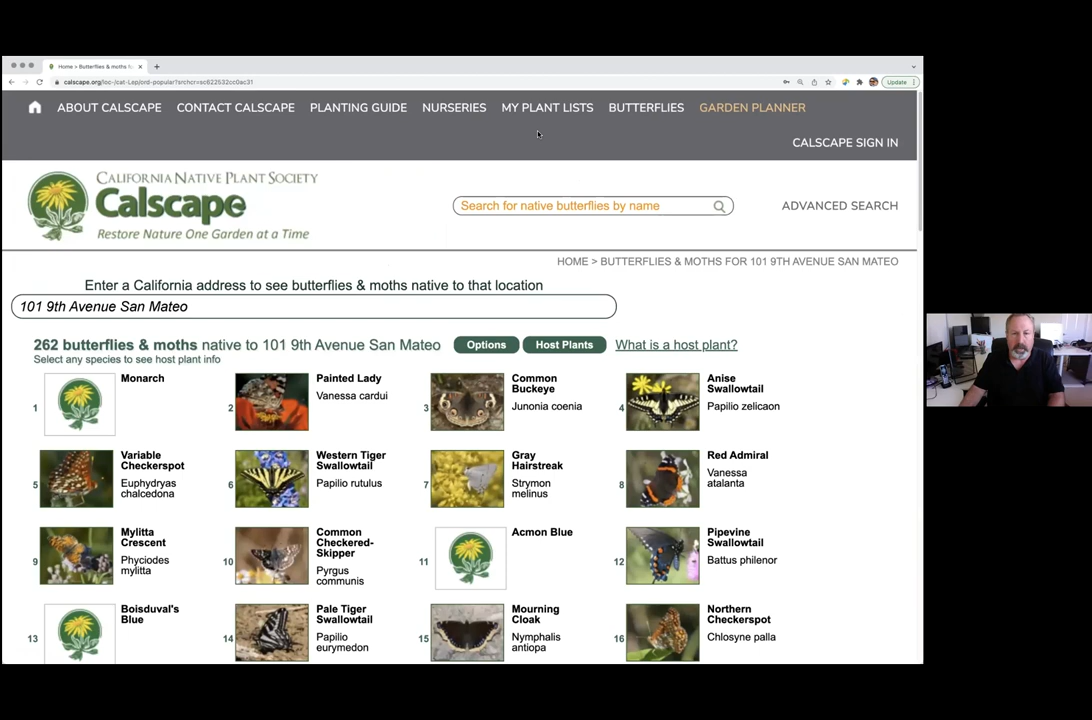 Home > Butterflies & moths
calscape.org/loc-/cat-Lep/ord-popular?srchcr=sc622532cc0ac31
Update
ABOUT CALSCAPE CONTACT CALSCAPE PLANTING GUIDE NURSERIES MY PLANT LISTS BUTTERFLIES GARDEN PLANNER
CALSCAPE SIGN IN
CALIFORNIA NATIVE PLANT SOCIETY
Calscape
Restore Nature One Garden at a Time
Search for native butterflies by name
ADVANCED SEARCH
HOME > BUTTERFLIES & MOTHS FOR 101 9TH AVENUE SAN MATEO
Enter a California address to see butterflies & moths native to that location
101 9th Avenue San Mateo
262 butterflies & moths native to 101 9th Avenue San Mateo Options Host Plants What is a host plant?
Select any species to see host plant info
1
Monarch
2
Painted Lady
Vanessa cardui
3
Common
Buckeye
Junonia coenia
4
Anise
Swallowtail
Papilio zelicaon
5
Variable
Checkerspot
Euphydryas
chalcedona
6
Western Tiger
Swallowtail
Papilio rutulus
7
Gray
Hairstreak
Strymon
melinus
8
Red Admiral
Vanessa
atalanta
9
Mylitta
Crescent
Phyciodes
mylitta
10
Common
Checkered-
Skipper
Pyrgus
communis
11
Acmon Blue
12
Pipevine
Swallowtail
Battus philenor
13
Boisduval's
Blue
14
Pale Tiger
Swallowtail
Papilio
eurymedon
15
Mourning
Cloak
Nymphalis
antiopa
16
Northern
Checkerspot
Chlosyne palla